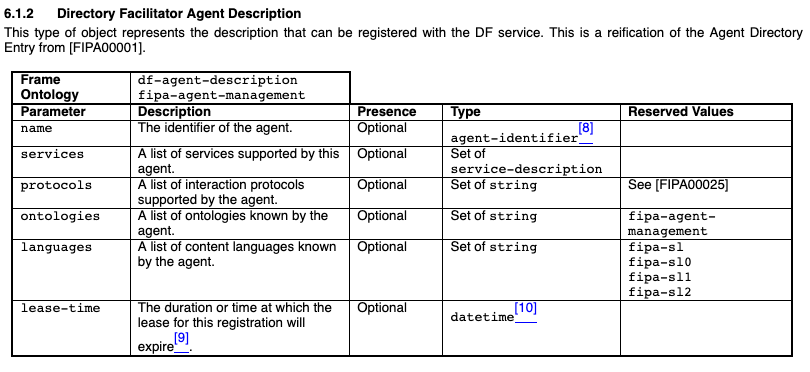 6.1.2 Directory Facilitator Agent Description
This type of object represents the description that can be registered with the DF service. This is a reification of the Agent Directory
Entry from [FIPA00001].
Frame df-agent-description
Ontology fipa-agent-management
Parameter Description Presence Type Reserved Values
name The identifier of the agent. Optional agent-identifier[8]
services A list of services supported by this Optional Set of
agent. service-description
protocols A list of interaction protocols Optional Set of string See [FIPA00025]
supported by the agent.
ontologies A list of ontologies known by the Optional Set of string fipa-agent-
agent. management
languages A list of content languages known Optional Set of string fipa-sl
by the agent. fipa-sl0
fipa-sl1
fipa-sl2
lease-time The duration or time at which the Optional datetime[10]
lease for this registration will
expire[9].